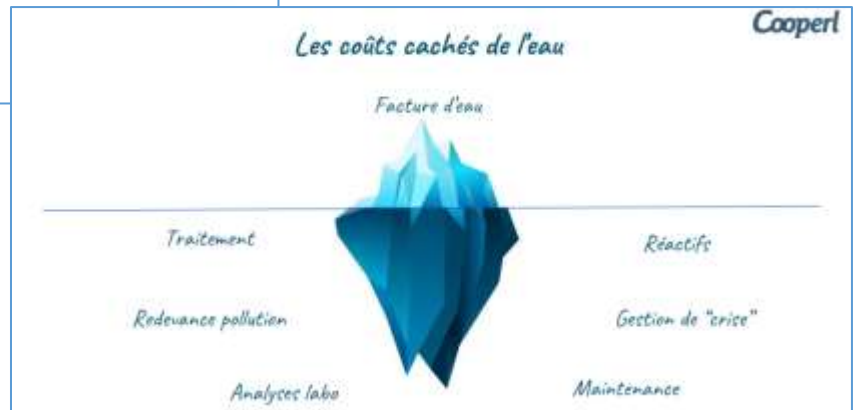 Cooperl
Les coûts cachés de l'eau
Facture d'eau
Traitement
Réactifs
Redevance pollution
Gestion de "crise"
Analyses labo
Maintenance